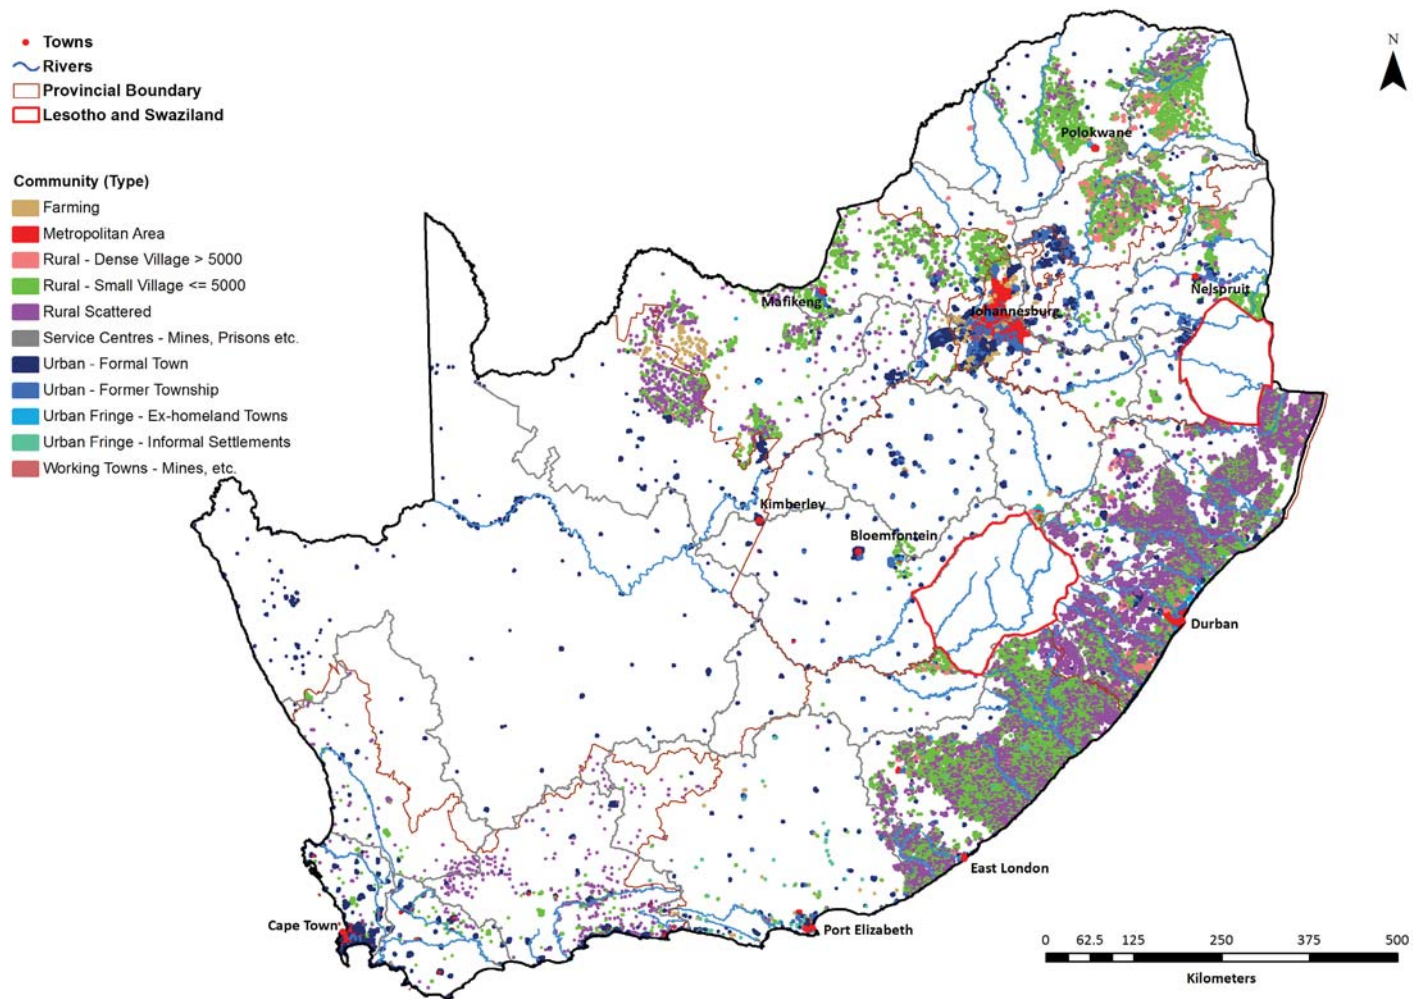 Towns
Rivers
Provincial Boundary
Lesotho and Swaziland
Community (Type)
Farming
Metropolitan Area
Rural - Dense Village > 5000
Rural - Small Village <= 5000
Rural Scattered
Service Centres - Mines, Prisons etc.
Urban - Formal Town
Urban - Former Township
Urban Fringe - Ex-homeland Towns
Urban Fringe - Informal Settlements
Working Towns - Mines, etc.
N
Polokwane
Nelspruit
Mafikeng
Johannesburg
Kimberley
Bloemfontein
Durban
East London
Cape Town
Port Elizabeth
0 62.5 125 250 375 500
Kilometers